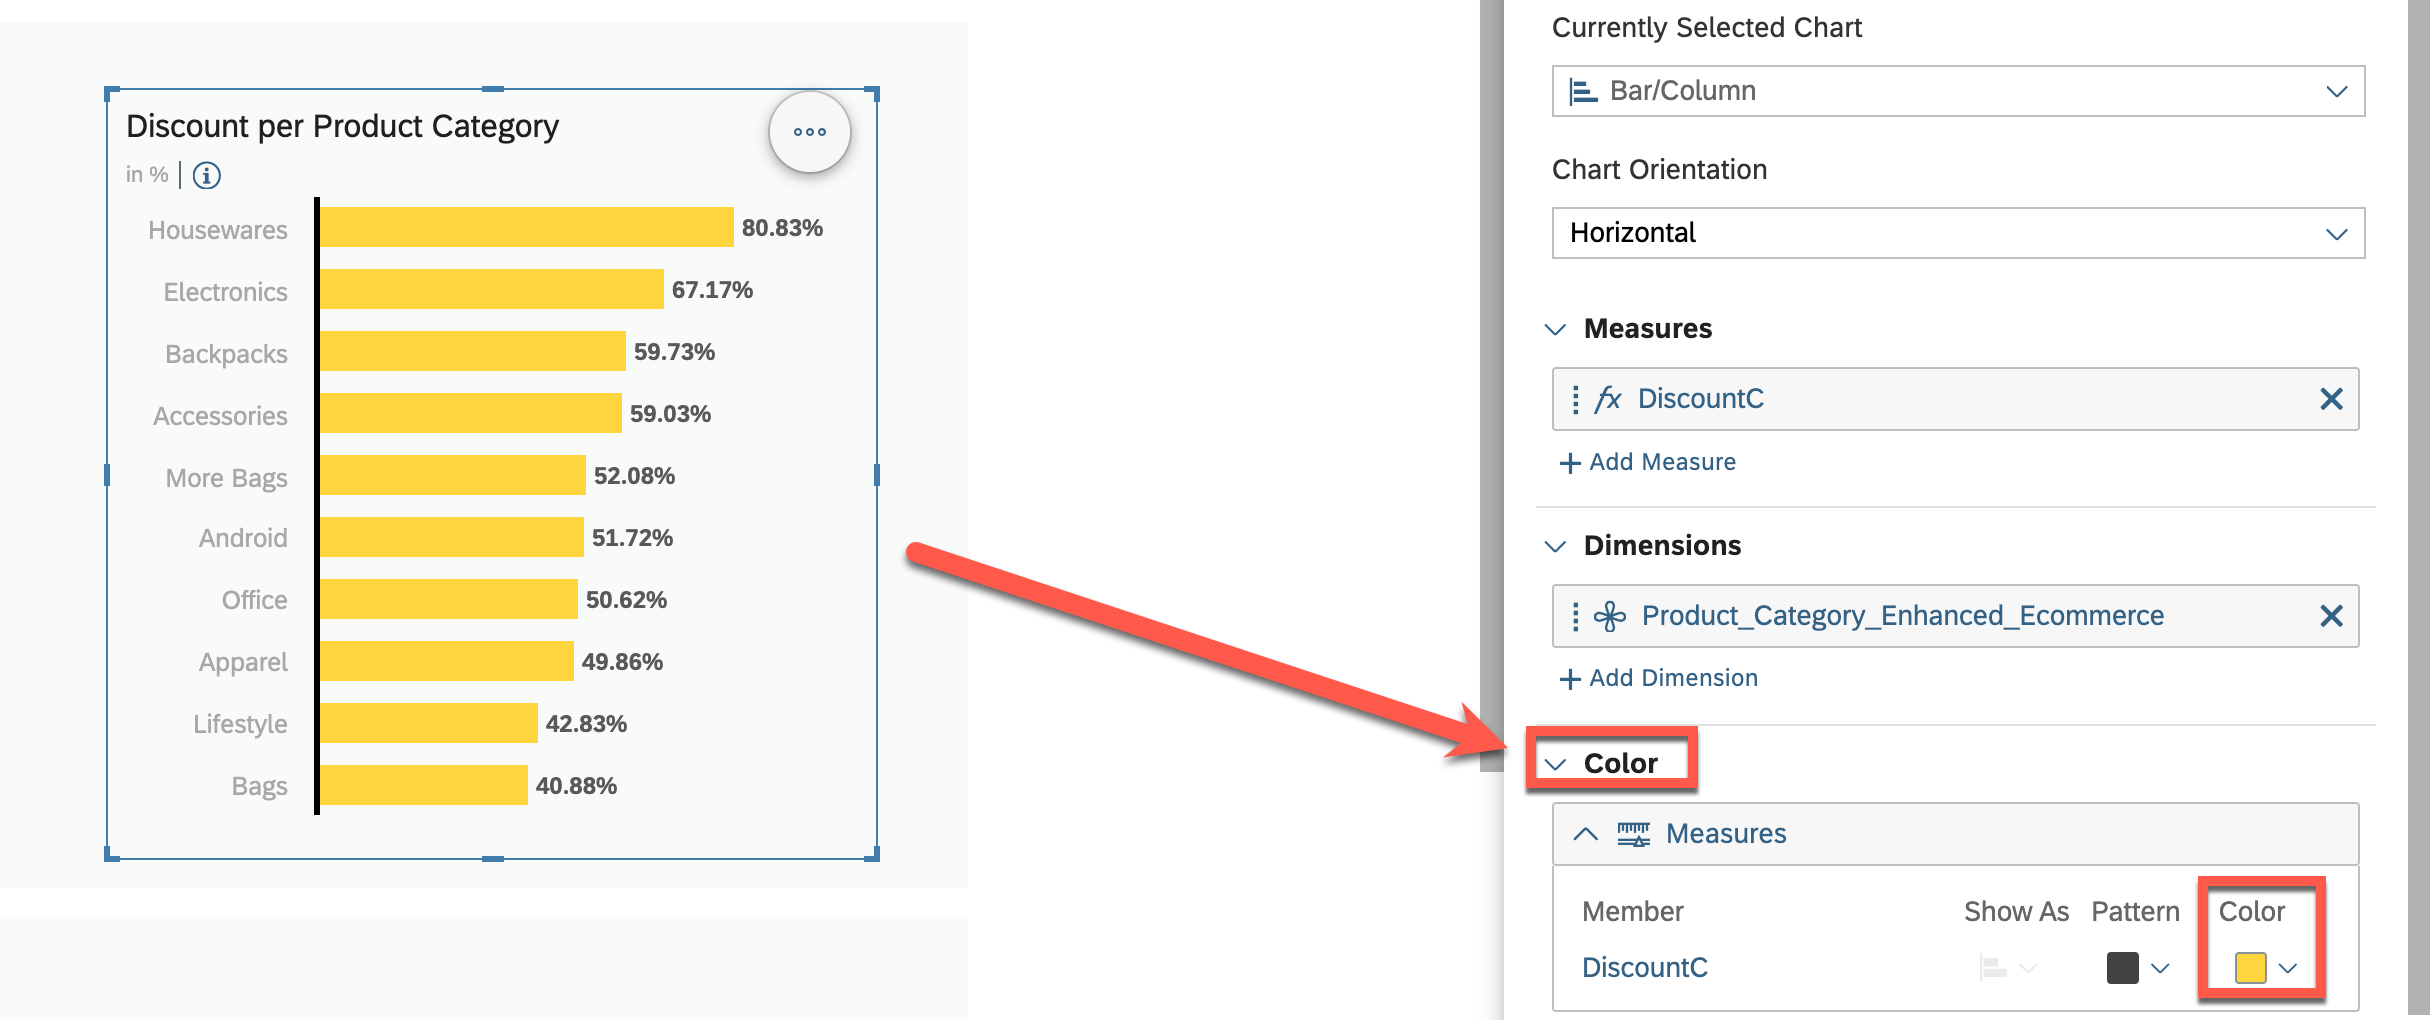 Discount per Product Category
in %
Housewares 80.83%
Electronics 67.17%
Backpacks 59.73%
Accessories 59.03%
More Bags 52.08%
Android 51.72%
Office 50.62%
Apparel 49.86%
Lifestyle 42.83%
Bags 40.88%
Currently Selected Chart
Bar/Column
Chart Orientation
Horizontal
Measures
fx DiscountC
+ Add Measure
Dimensions
Product_Category_Enhanced_Ecommerce
+ Add Dimension
Color
Measures
Member Show As Pattern Color
DiscountC